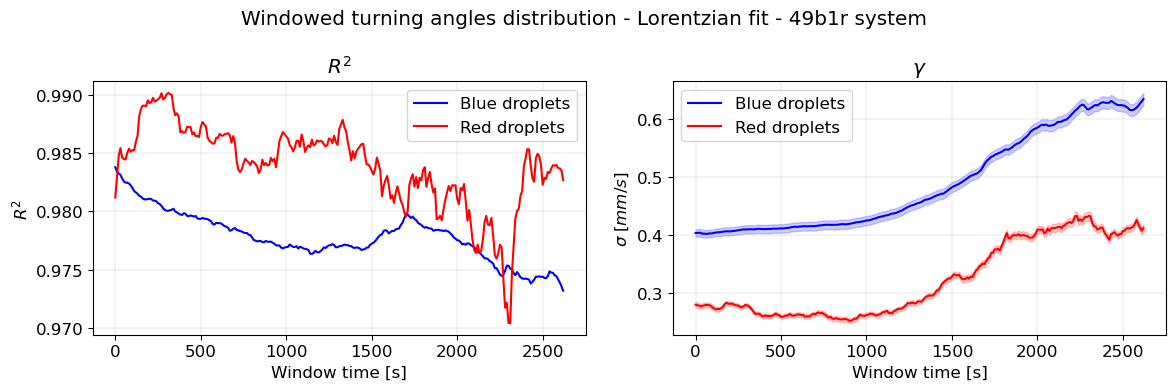 Windowed turning angles distribution - Lorentzian fit - 49b1r system
R²
0.990
0.985
0.980
0.975
0.970
R²
Blue droplets
Red droplets
0 500 1000 1500 2000 2500
Window time [s]
γ
0.6
0.5
0.4
0.3
σ [mm/s]
Blue droplets
Red droplets
0 500 1000 1500 2000 2500
Window time [s]